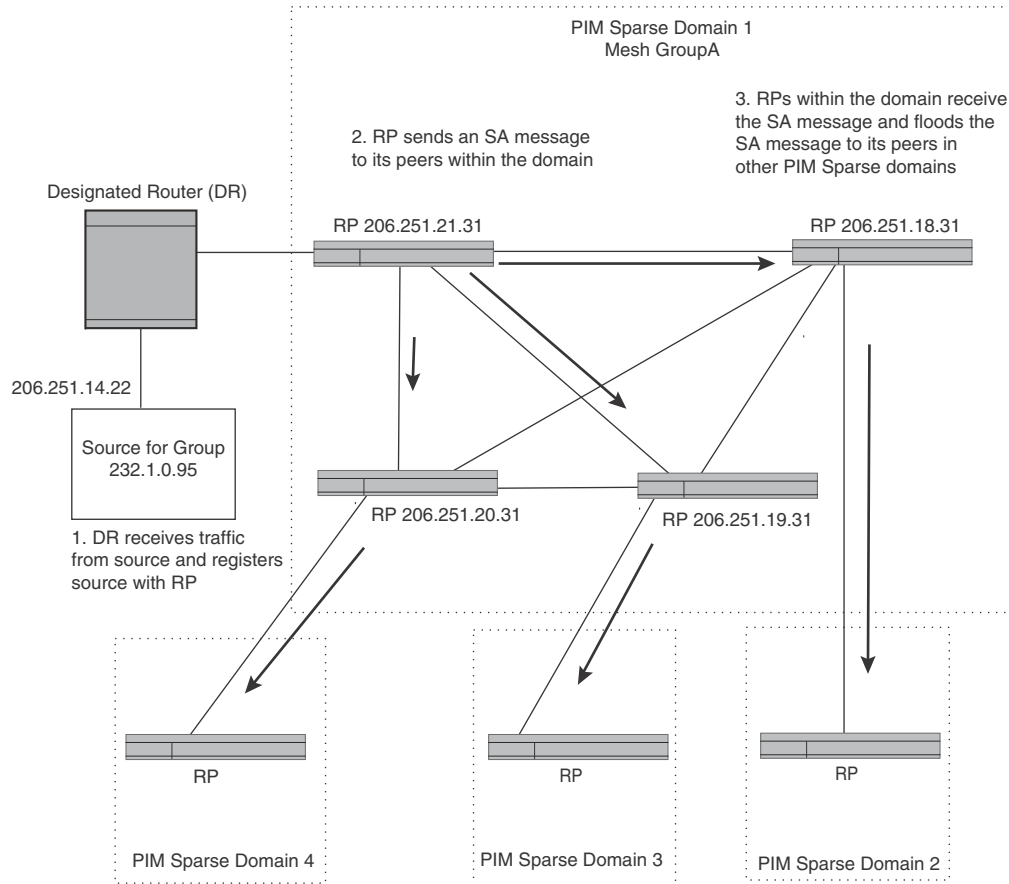 PIM Sparse Domain 1
Mesh GroupA
3. RPs within the domain receive
the SA message and floods the
SA message to its peers in
other PIM Sparse domains
2. RP sends an SA message
to its peers within the domain
Designated Router (DR)
RP 206.251.21.31
RP 206.251.18.31
206.251.14.22
Source for Group
232.1.0.95
RP 206.251.20.31
RP 206.251.19.31
1. DR receives traffic
from source and registers
source with RP
RP
RP
RP
PIM Sparse Domain 4
PIM Sparse Domain 3
PIM Sparse Domain 2